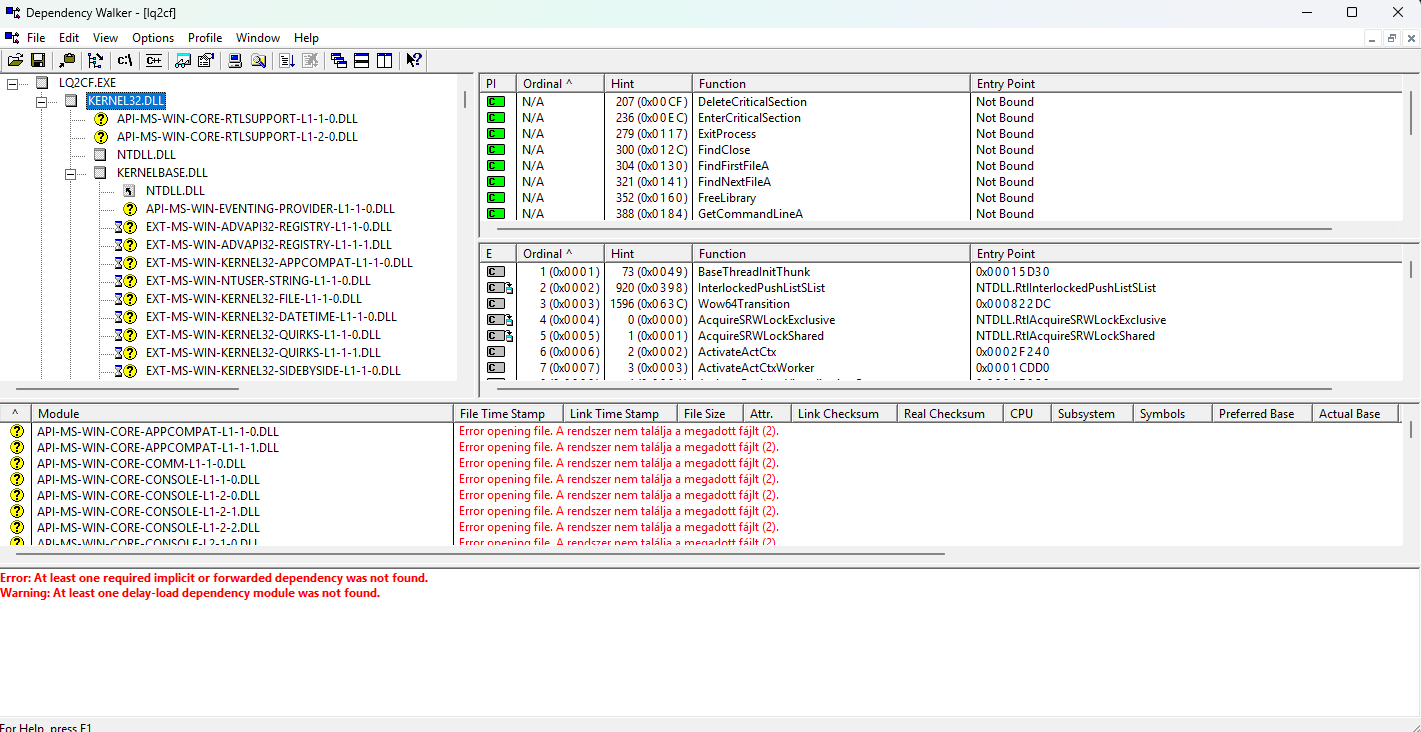 Dependency Walker - [lq2cf]
File Edit View Options Profile Window Help
c:\ C++
LQ2CF.EXE
KERNEL32.DLL
API-MS-WIN-CORE-RTLSUPPORT-L1-1-0.DLL
API-MS-WIN-CORE-RTLSUPPORT-L1-2-0.DLL
NTDLL.DLL
KERNELBASE.DLL
NTDLL.DLL
API-MS-WIN-EVENTING-PROVIDER-L1-1-0.DLL
EXT-MS-WIN-ADVAPI32-REGISTRY-L1-1-0.DLL
EXT-MS-WIN-ADVAPI32-REGISTRY-L1-1-1.DLL
EXT-MS-WIN-KERNEL32-APPCOMPAT-L1-1-0.DLL
EXT-MS-WIN-NTUSER-STRING-L1-1-0.DLL
EXT-MS-WIN-KERNEL32-FILE-L1-1-0.DLL
EXT-MS-WIN-KERNEL32-DATETIME-L1-1-0.DLL
EXT-MS-WIN-KERNEL32-QUIRKS-L1-1-0.DLL
EXT-MS-WIN-KERNEL32-QUIRKS-L1-1-1.DLL
EXT-MS-WIN-KERNEL32-SIDEBYSIDE-L1-1-0.DLL
PI Ordinal ^ Hint Function Entry Point
C N/A 207 (0x00CF) DeleteCriticalSection Not Bound
C N/A 236 (0x00EC) EnterCriticalSection Not Bound
C N/A 279 (0x0117) ExitProcess Not Bound
C N/A 300 (0x012C) FindClose Not Bound
C N/A 304 (0x0130) FindFirstFileA Not Bound
C N/A 321 (0x0141) FindNextFileA Not Bound
C N/A 352 (0x0160) FreeLibrary Not Bound
C N/A 388 (0x0184) GetCommandLineA Not Bound
E Ordinal ^ Hint Function Entry Point
C 1 (0x0001) 73 (0x0049) BaseThreadInitThunk 0x00015D30
C 2 (0x0002) 920 (0x0398) InterlockedPushListSList NTDLL.RtlInterlockedPushListSList
C 3 (0x0003) 1596 (0x063C) Wow64Transition 0x000822DC
C 4 (0x0004) 0 (0x0000) AcquireSRWLockExclusive NTDLL.RtlAcquireSRWLockExclusive
C 5 (0x0005) 1 (0x0001) AcquireSRWLockShared NTDLL.RtlAcquireSRWLockShared
C 6 (0x0006) 2 (0x0002) ActivateActCtx 0x0002F240
C 7 (0x0007) 3 (0x0003) ActivateActCtxWorker 0x0001CDD0
^ Module File Time Stamp Link Time Stamp File Size Attr. Link Checksum Real Checksum CPU Subsystem Symbols Preferred Base Actual Base
API-MS-WIN-CORE-APPCOMPAT-L1-1-0.DLL Error opening file. A rendszer nem találja a megadott fájlt (2).
API-MS-WIN-CORE-APPCOMPAT-L1-1-1.DLL Error opening file. A rendszer nem találja a megadott fájlt (2).
API-MS-WIN-CORE-COMM-L1-1-0.DLL Error opening file. A rendszer nem találja a megadott fájlt (2).
API-MS-WIN-CORE-CONSOLE-L1-1-0.DLL Error opening file. A rendszer nem találja a megadott fájlt (2).
API-MS-WIN-CORE-CONSOLE-L1-2-0.DLL Error opening file. A rendszer nem találja a megadott fájlt (2).
API-MS-WIN-CORE-CONSOLE-L1-2-1.DLL Error opening file. A rendszer nem találja a megadott fájlt (2).
API-MS-WIN-CORE-CONSOLE-L1-2-2.DLL Error opening file. A rendszer nem találja a megadott fájlt (2).
API-MS-WIN-CORE-CONSOLE-L2-1-0.DLL Error opening file. A rendszer nem találja a megadott fájlt (2).
Error: At least one required implicit or forwarded dependency was not found.
Warning: At least one delay-load dependency module was not found.
For Help, press F1